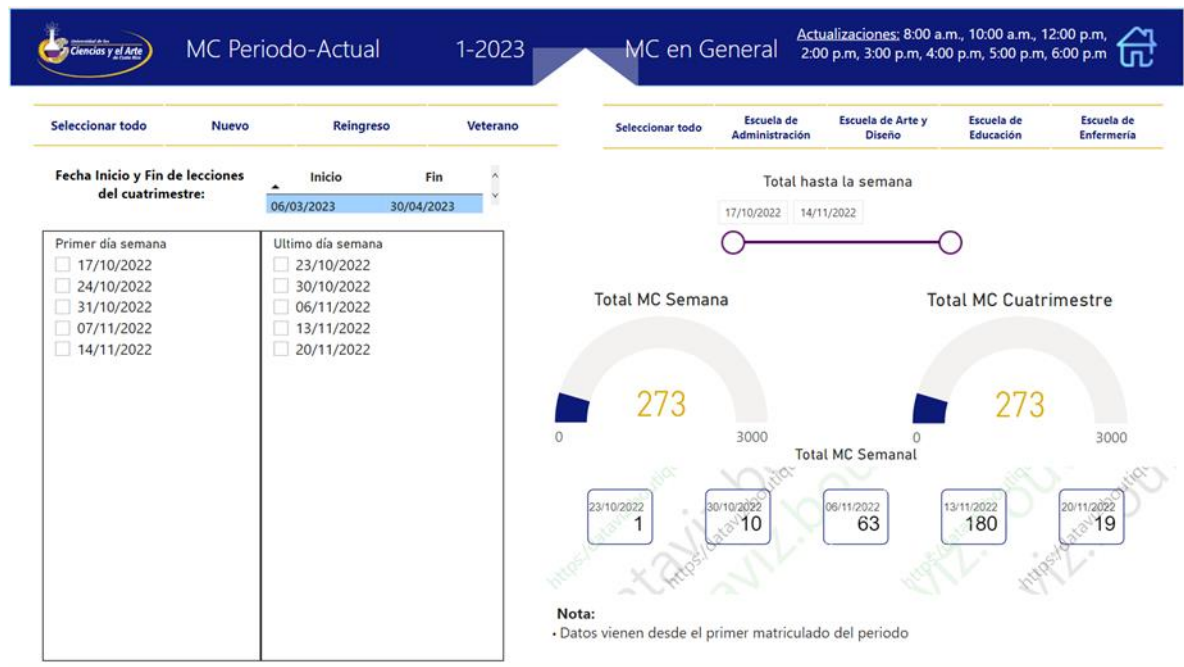 Universidad de las
Ciencias y el Arte
de Costa Rica
MC Periodo-Actual
1-2023
MC en General
Actualizaciones: 8:00 a.m., 10:00 a.m., 12:00 p.m,
2:00 p.m, 3:00 p.m, 4:00 p.m, 5:00 p.m, 6:00 p.m
Seleccionar todo
Nuevo
Reingreso
Veterano
Seleccionar todo
Escuela de
Administración
Escuela de Arte y
Diseño
Escuela de
Educación
Escuela de
Enfermería
Fecha Inicio y Fin de lecciones
del cuatrimestre:
Inicio
Fin
06/03/2023
30/04/2023
Primer día semana
17/10/2022
24/10/2022
31/10/2022
07/11/2022
14/11/2022
Ultimo día semana
23/10/2022
30/10/2022
06/11/2022
13/11/2022
20/11/2022
Total hasta la semana
17/10/2022
14/11/2022
Total MC Semana
273
0
3000
Total MC Cuatrimestre
273
0
3000
Total MC Semanal
23/10/2022
1
30/10/2022
10
06/11/2022
63
13/11/2022
180
20/11/2022
19
Nota:
• Datos vienen desde el primer matriculado del periodo